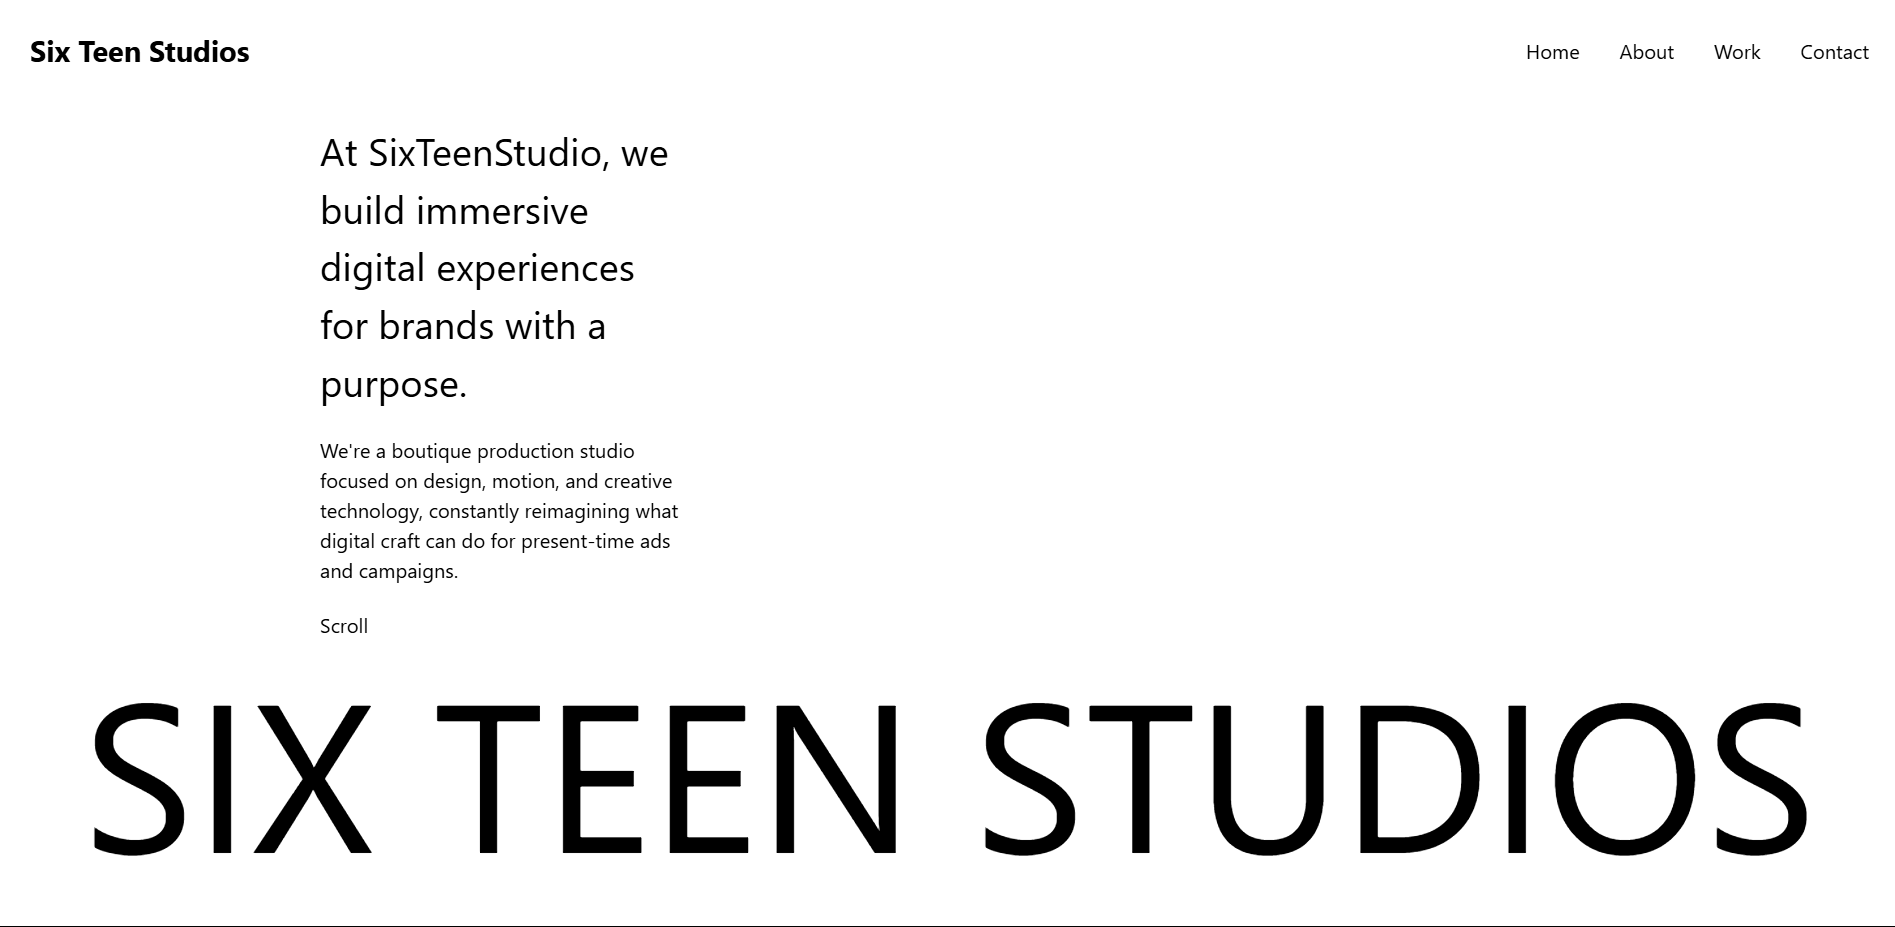 Six Teen Studios
Home About Work Contact
At SixTeenStudio, we
build immersive
digital experiences
for brands with a
purpose.
We're a boutique production studio
focused on design, motion, and creative
technology, constantly reimagining what
digital craft can do for present-time ads
and campaigns.
Scroll
SIX TEEN STUDIOS